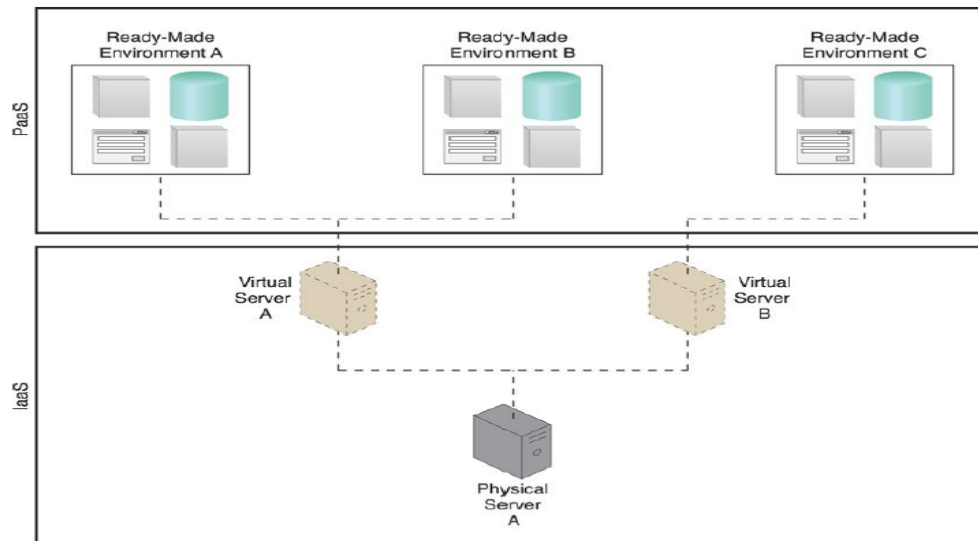 PaaS
Ready-Made
Environment A
Ready-Made
Environment B
Ready-Made
Environment C
IaaS
Virtual
Server
A
Virtual
Server
B
Physical
Server
A